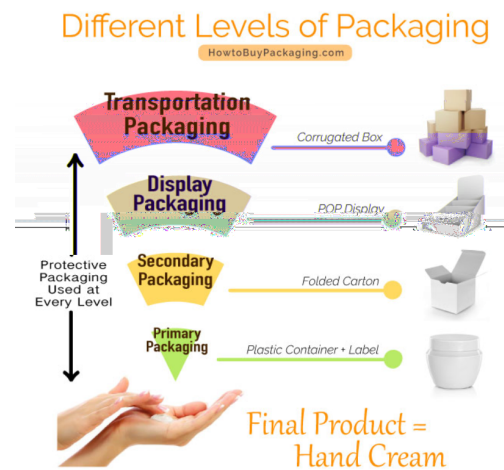 Different Levels of Packaging
HowtoBuyPackaging.com
Transportation
Packaging
Corrugated Box
Display
Packaging
POP Display
Protective
Packaging
Used at
Every Level
Secondary
Packaging
Folded Carton
Primary
Packaging
Plastic Container + Label
Final Product =
Hand Cream